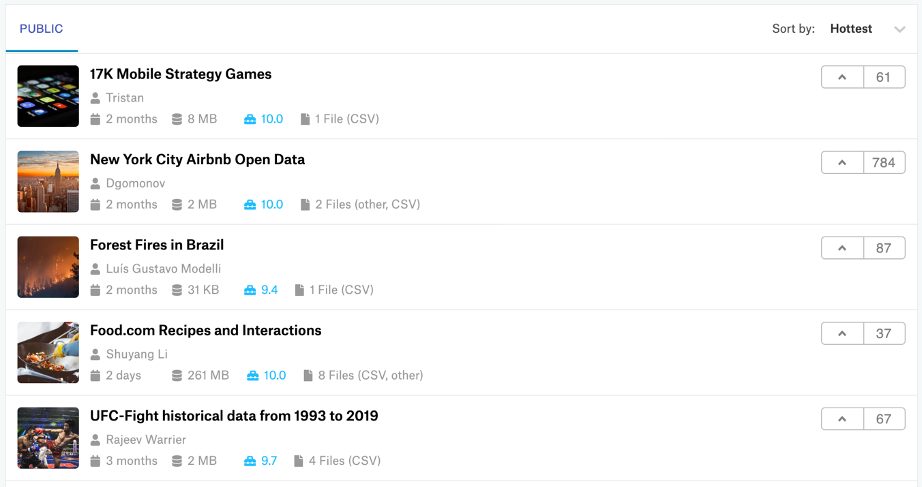 PUBLIC Sort by: Hottest
17K Mobile Strategy Games 61
Tristan
2 months 8 MB 10.0 1 File (CSV)
New York City Airbnb Open Data 784
Dgomonov
2 months 2 MB 10.0 2 Files (other, CSV)
Forest Fires in Brazil 87
Luís Gustavo Modelli
2 months 31 KB 9.4 1 File (CSV)
Food.com Recipes and Interactions 37
Shuyang Li
2 days 261 MB 10.0 8 Files (CSV, other)
UFC-Fight historical data from 1993 to 2019 67
Rajeev Warrier
3 months 2 MB 9.7 4 Files (CSV)